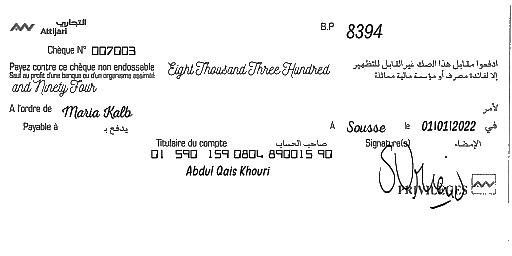 التجاري
Attijari
B.P 8394
Chèque N° 007003
Payez contre ce chèque non endossable
Eight Thousand Three Hundred
ادفعوا مقابل هذا الصك غير القابل للتظهير
Sauf au profit d'une banque ou d'un organisme assimilé
إلا لفائدة مصرف أو مؤسسة مالية مماثلة
and Ninety Four
A l'ordre de Maria Kalb
لأمر
Payable à
يدفع بـ
A Sousse le 01/01/2022 في
Titulaire du compte صاحب الحساب
Signature(s) الإمضاء
01 590 159 0804 890015 90
Abdul Qais Khouri
PRIVILEGES